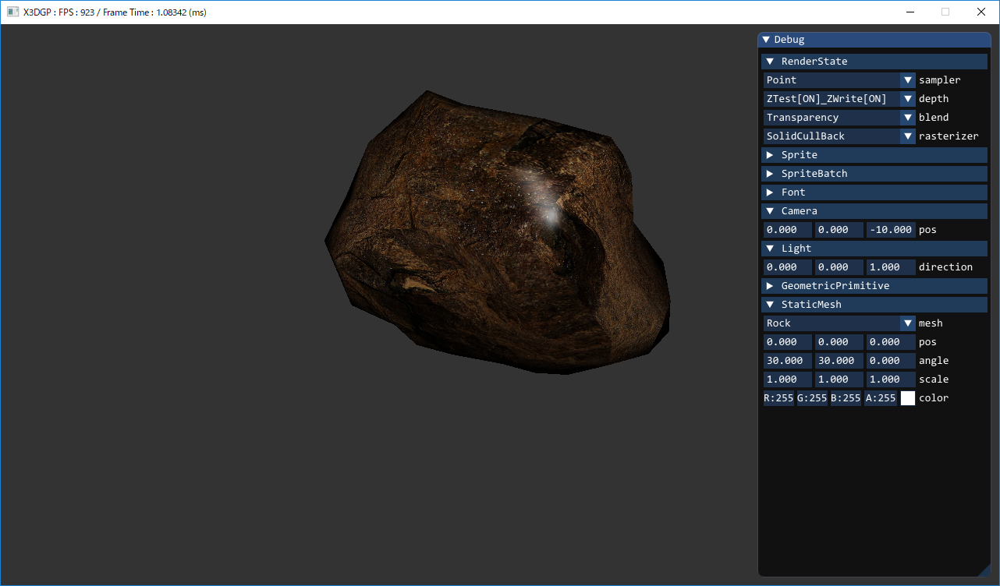 X3DGP : FPS : 923 / Frame Time : 1.08342 (ms)
Debug
RenderState
Point sampler
ZTest[ON]_ZWrite[ON] depth
Transparency blend
SolidCullBack rasterizer
Sprite
SpriteBatch
Font
Camera
0.000 0.000 -10.000 pos
Light
0.000 0.000 1.000 direction
GeometricPrimitive
StaticMesh
Rock mesh
0.000 0.000 0.000 pos
30.000 30.000 0.000 angle
1.000 1.000 1.000 scale
R:255 G:255 B:255 A:255 color